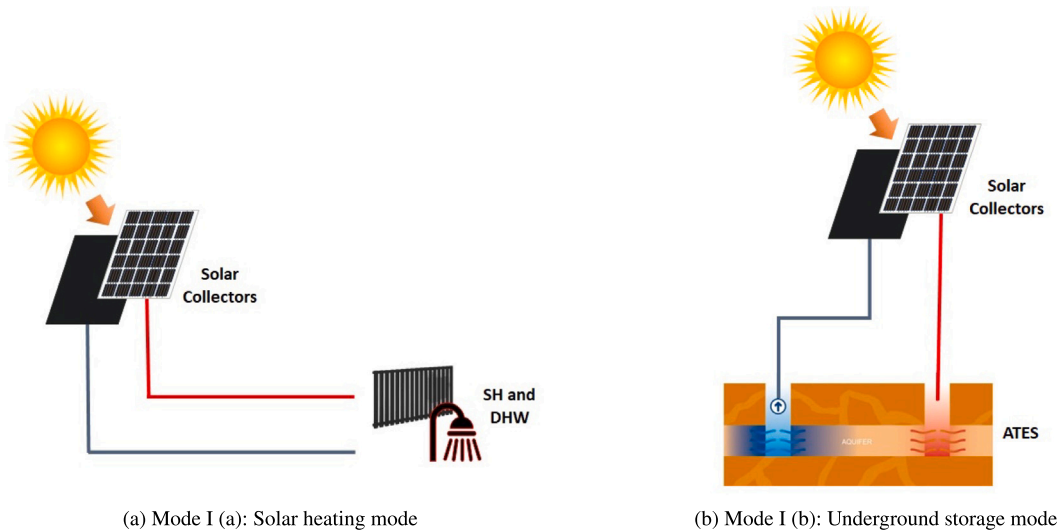 Solar
Collectors
SH and
DHW
(a) Mode I (a): Solar heating mode
Solar
Collectors
ATES
AQUIFER
(b) Mode I (b): Underground storage mode